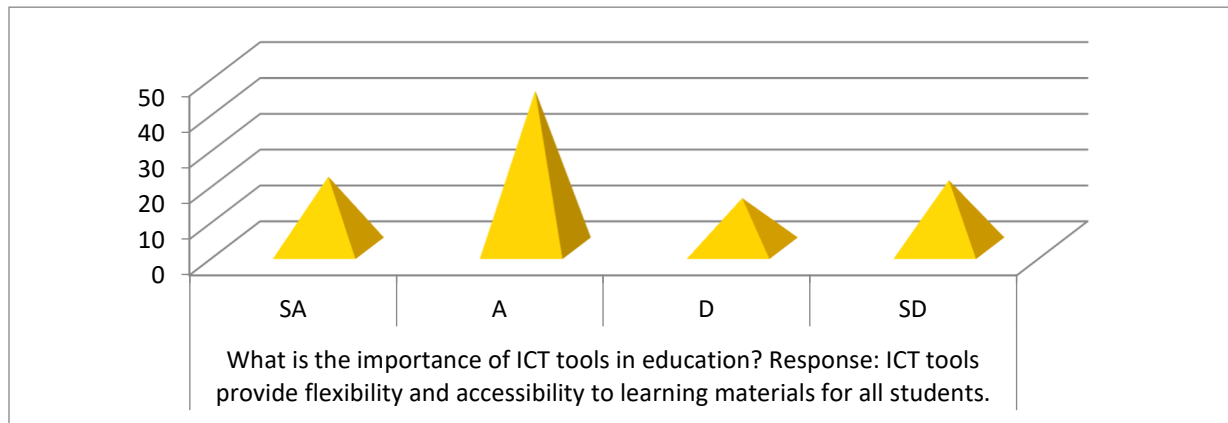 50
40
30
20
10
0
SA A D SD
What is the importance of ICT tools in education? Response: ICT tools
provide flexibility and accessibility to learning materials for all students.